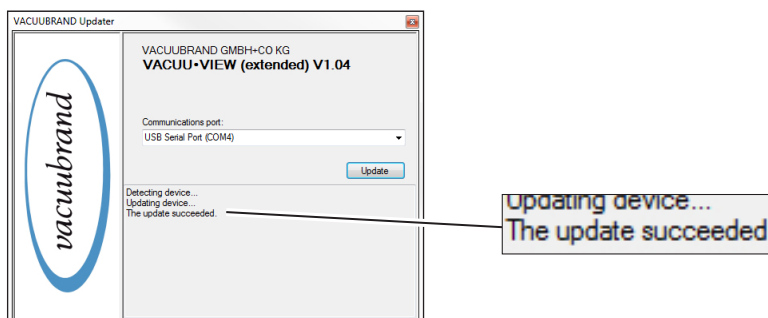 VACUUBRAND Updater
vacuubrand
VACUUBRAND GMBH+CO KG
VACUU•VIEW (extended) V1.04
Communications port:
USB Serial Port (COM4)
Update
Detecting device...
Updating device...
The update succeeded.
Updating device...
The update succeeded